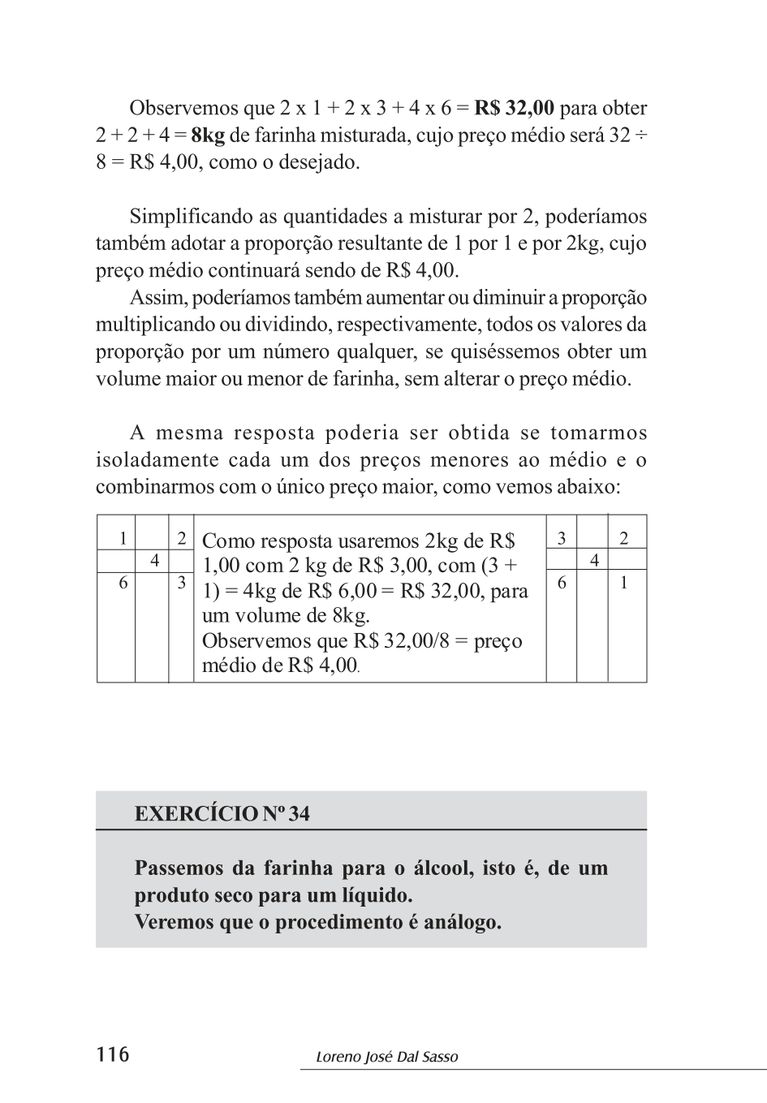 Observemos que 2 x 1 + 2 x 3 + 4 x 6 = R$ 32,00 para obter
2 + 2 + 4 = 8kg de farinha misturada, cujo preço médio será 32 ÷
8 = R$ 4,00, como o desejado.
Simplificando as quantidades a misturar por 2, poderíamos
também adotar a proporção resultante de 1 por 1 e por 2kg, cujo
preço médio continuará sendo de R$ 4,00.
Assim, poderíamos também aumentar ou diminuir a proporção
multiplicando ou dividindo, respectivamente, todos os valores da
proporção por um número qualquer, se quiséssemos obter um
volume maior ou menor de farinha, sem alterar o preço médio.
A mesma resposta poderia ser obtida se tomarmos
isoladamente cada um dos preços menores ao médio e o
combinarmos com o único preço maior, como vemos abaixo:
1 2
4
6 3
Como resposta usaremos 2kg de R$
1,00 com 2 kg de R$ 3,00, com (3 +
1) = 4kg de R$ 6,00 = R$ 32,00, para
um volume de 8kg.
Observemos que R$ 32,00/8 = preço
médio de R$ 4,00.
3 2
4
6 1
EXERCÍCIO Nº 34
Passemos da farinha para o álcool, isto é, de um
produto seco para um líquido.
Veremos que o procedimento é análogo.
116 Loreno José Dal Sasso